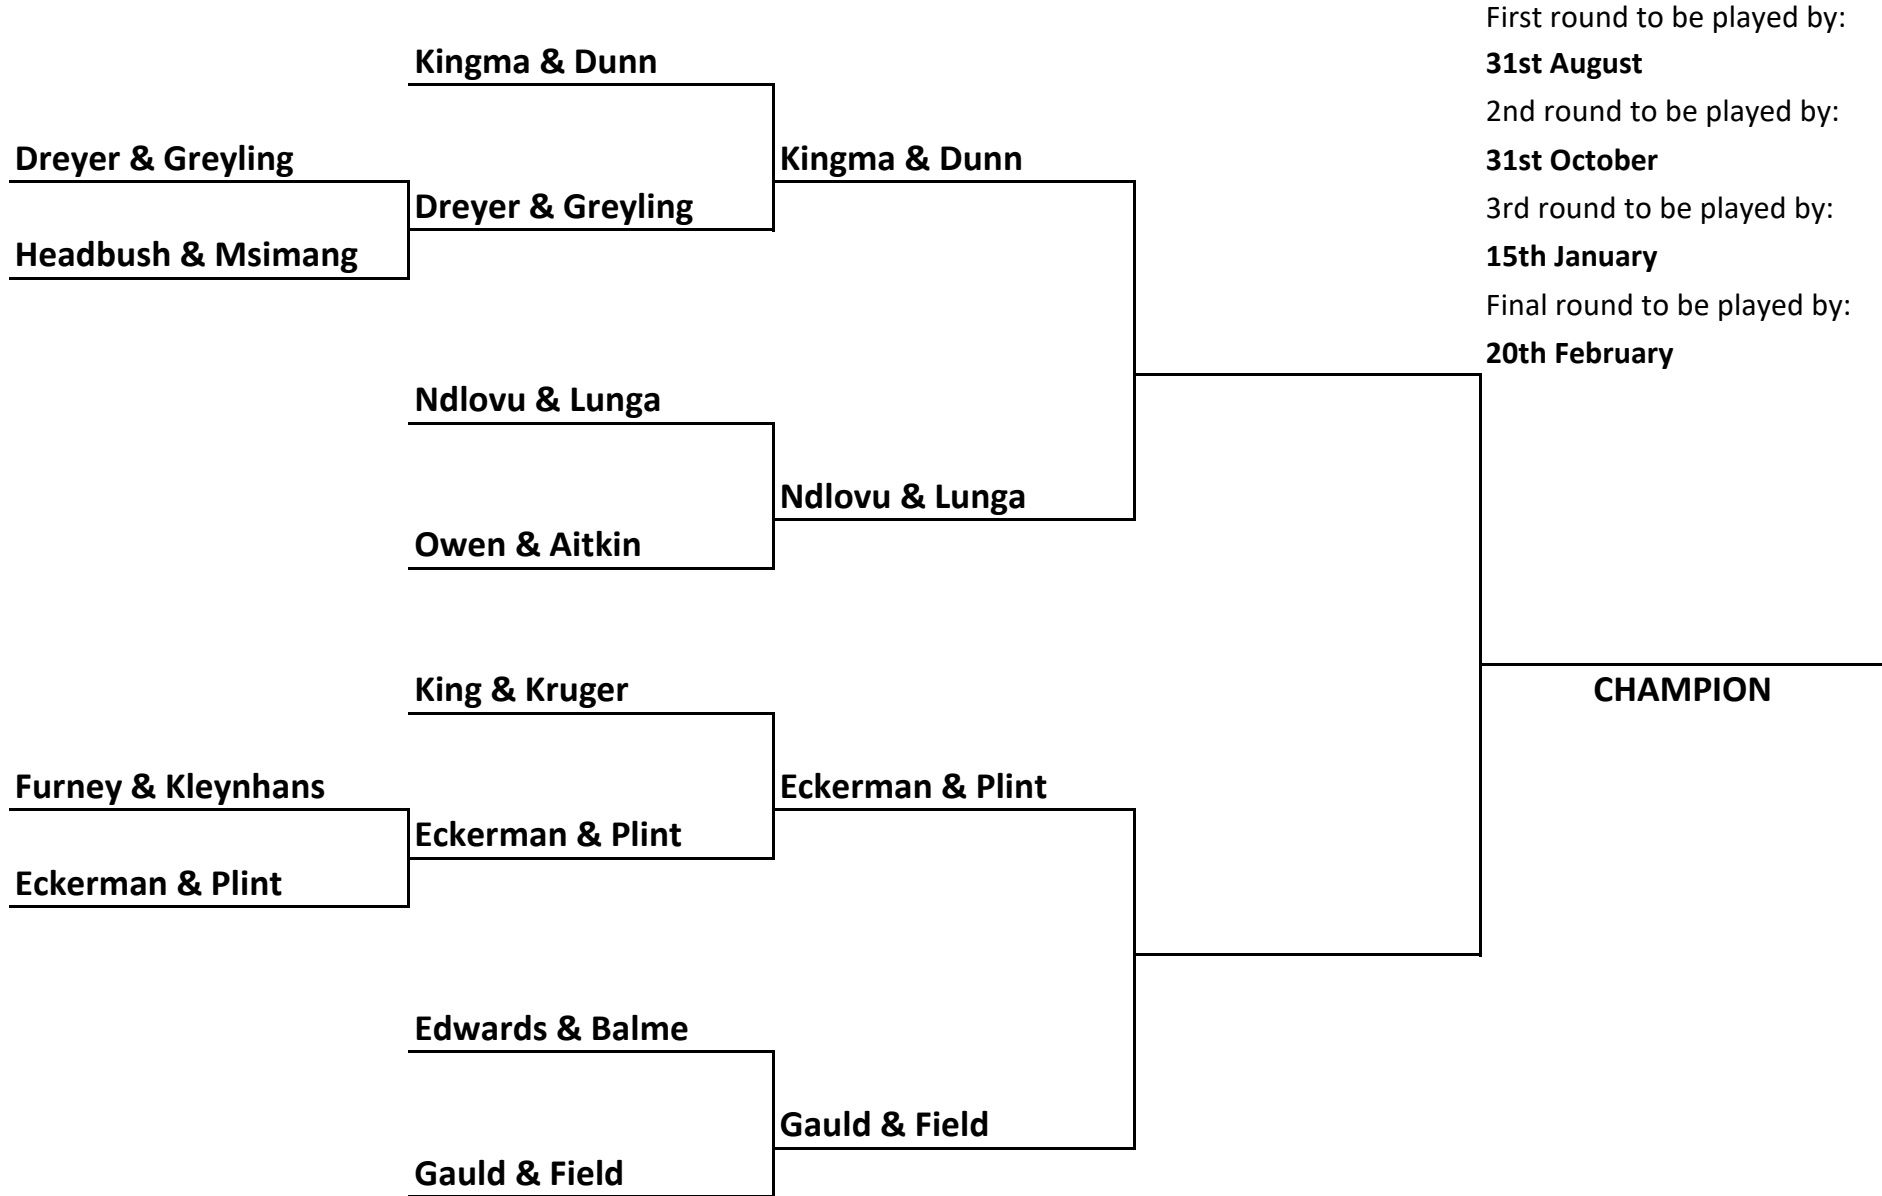 First round to be played by:
Kingma & Dunn
31st August
2nd round to be played by:
Dreyer & Greyling
Kingma & Dunn
31st October
Dreyer & Greyling
3rd round to be played by:
Headbush & Msimang
15th January
Final round to be played by:
20th February
Ndlovu & Lunga
Ndlovu & Lunga
Owen & Aitkin
King & Kruger
CHAMPION
Furney & Kleynhans
Eckerman & Plint
Eckerman & Plint
Eckerman & Plint
Edwards & Balme
Gauld & Field
Gauld & Field